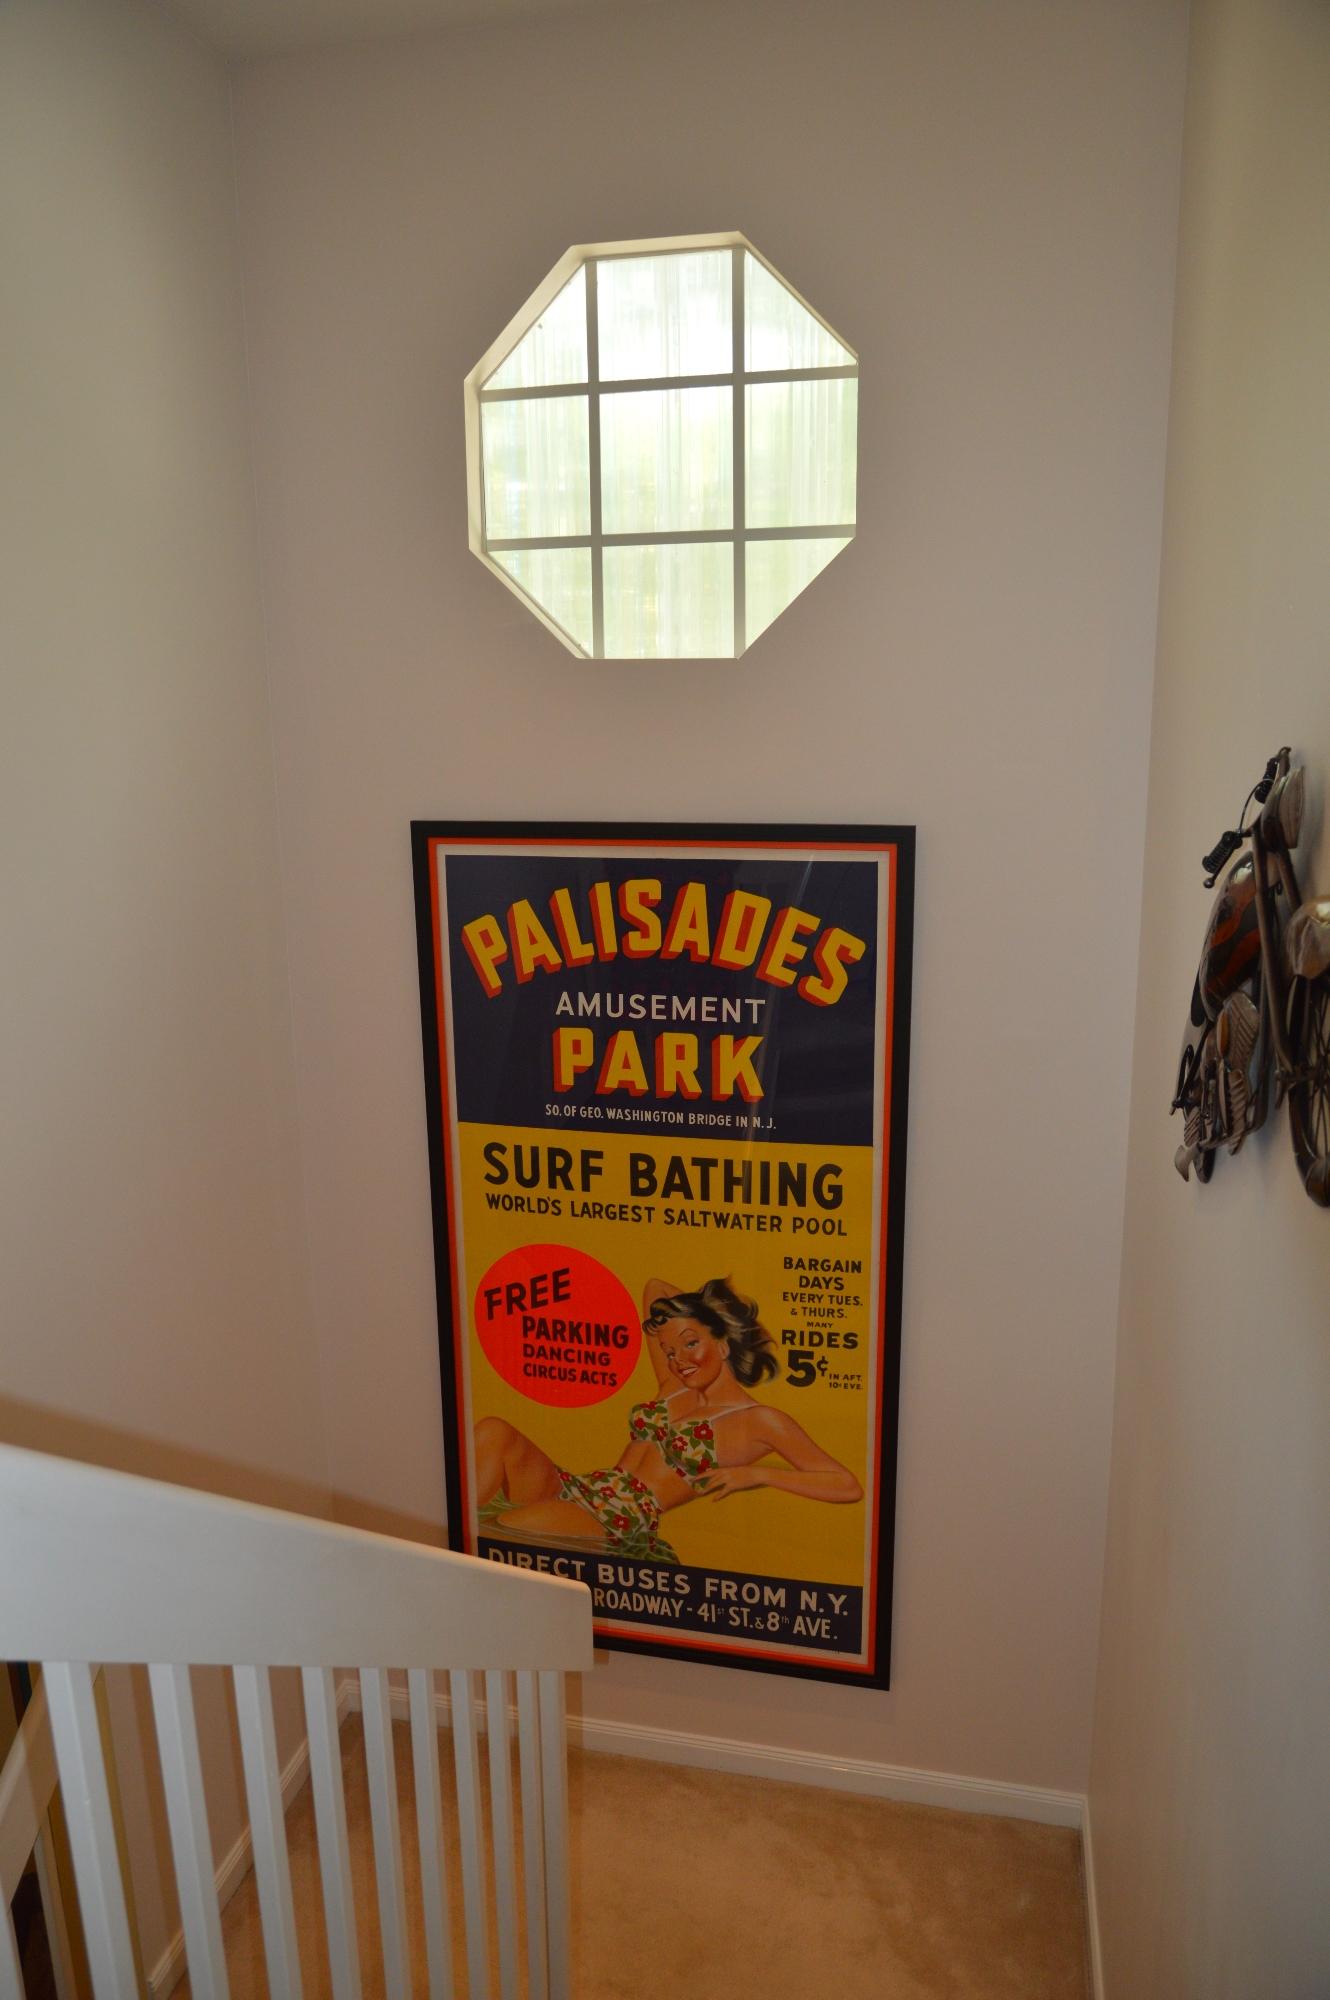 PALISADES
AMUSEMENT
PARK
SO. OF GEO. WASHINGTON BRIDGE IN N.J.
SURF BATHING
WORLD'S LARGEST SALTWATER POOL
FREE
PARKING
DANCING
CIRCUS ACTS
BARGAIN
DAYS
EVERY TUES.
& THURS.
MANY
RIDES
5¢ IN AFT.
10¢ EVE.
DIRECT BUSES FROM N.Y.
ROADWAY - 41st ST. & 8th AVE.